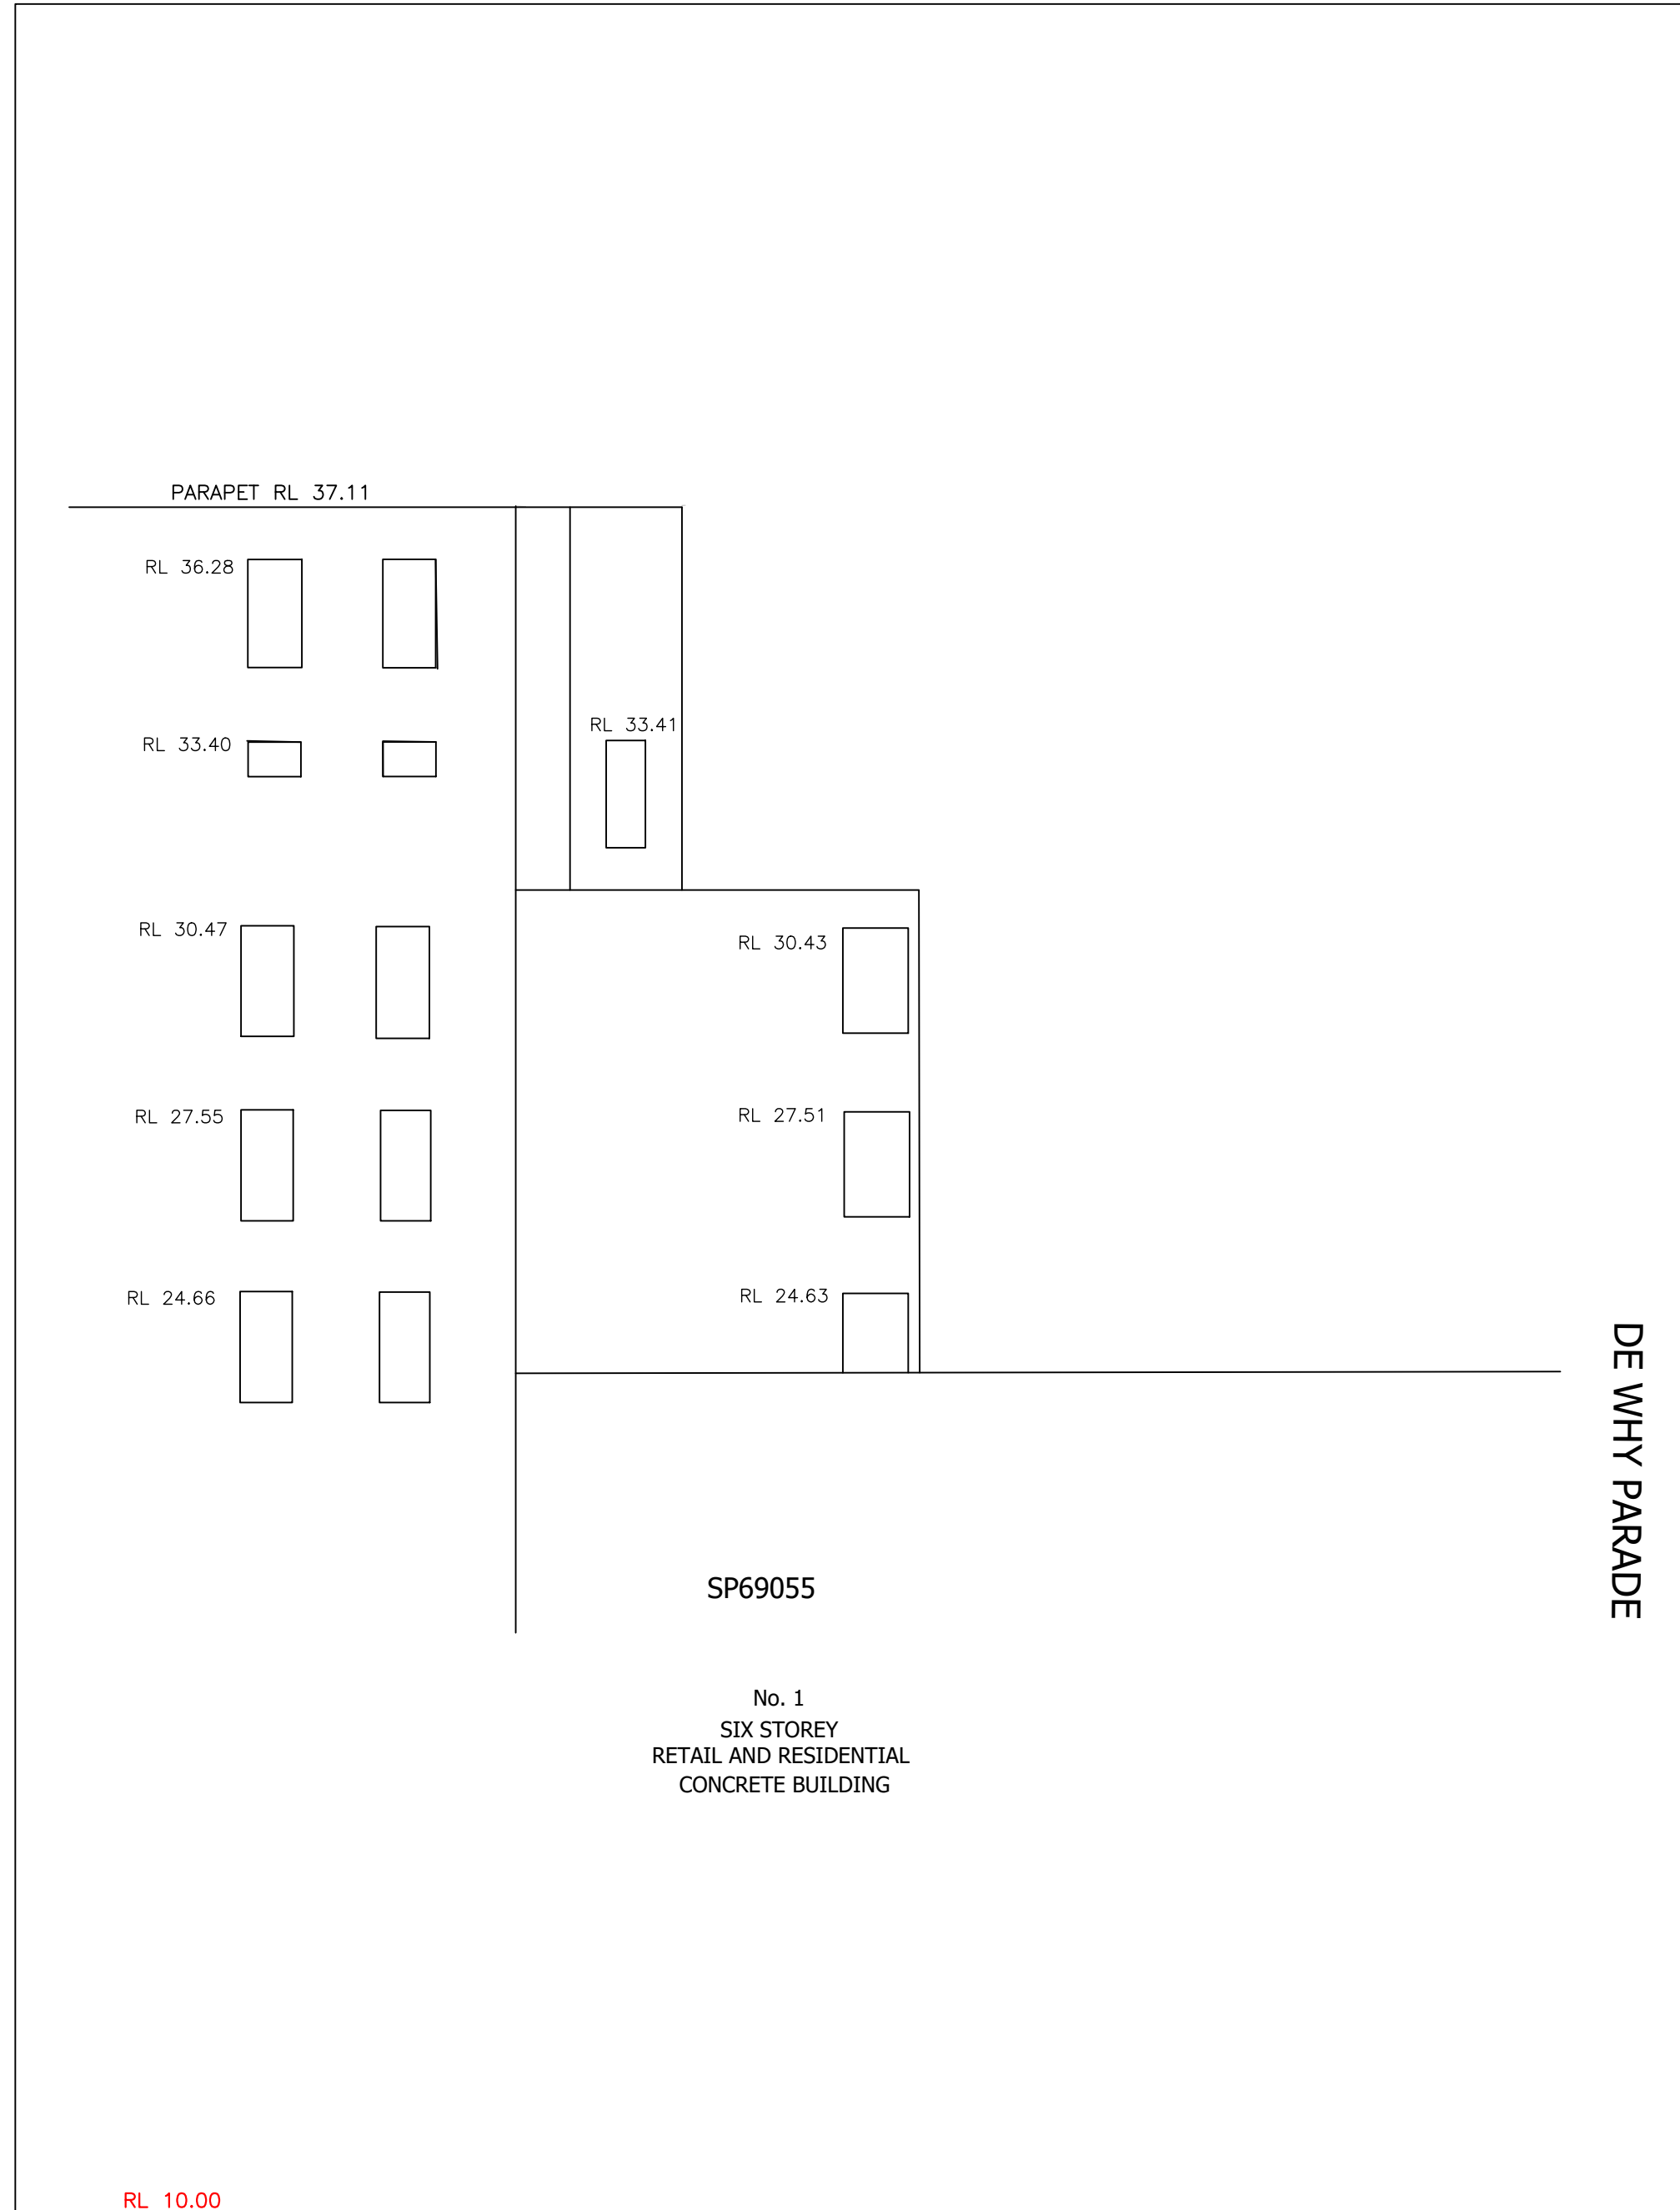 PARAPET RL 37.11
RL 36.28
RL 33.41
RL 33.40
RL 30.47
RL 30.43
RL 27.55
RL 27.51
RL 24.66
RL 24.63
DE WHY PARADE
SP69055
No. 1
SIX STOREY
RETAIL AND RESIDENTIAL
CONCRETE BUILDING
RL 10.00